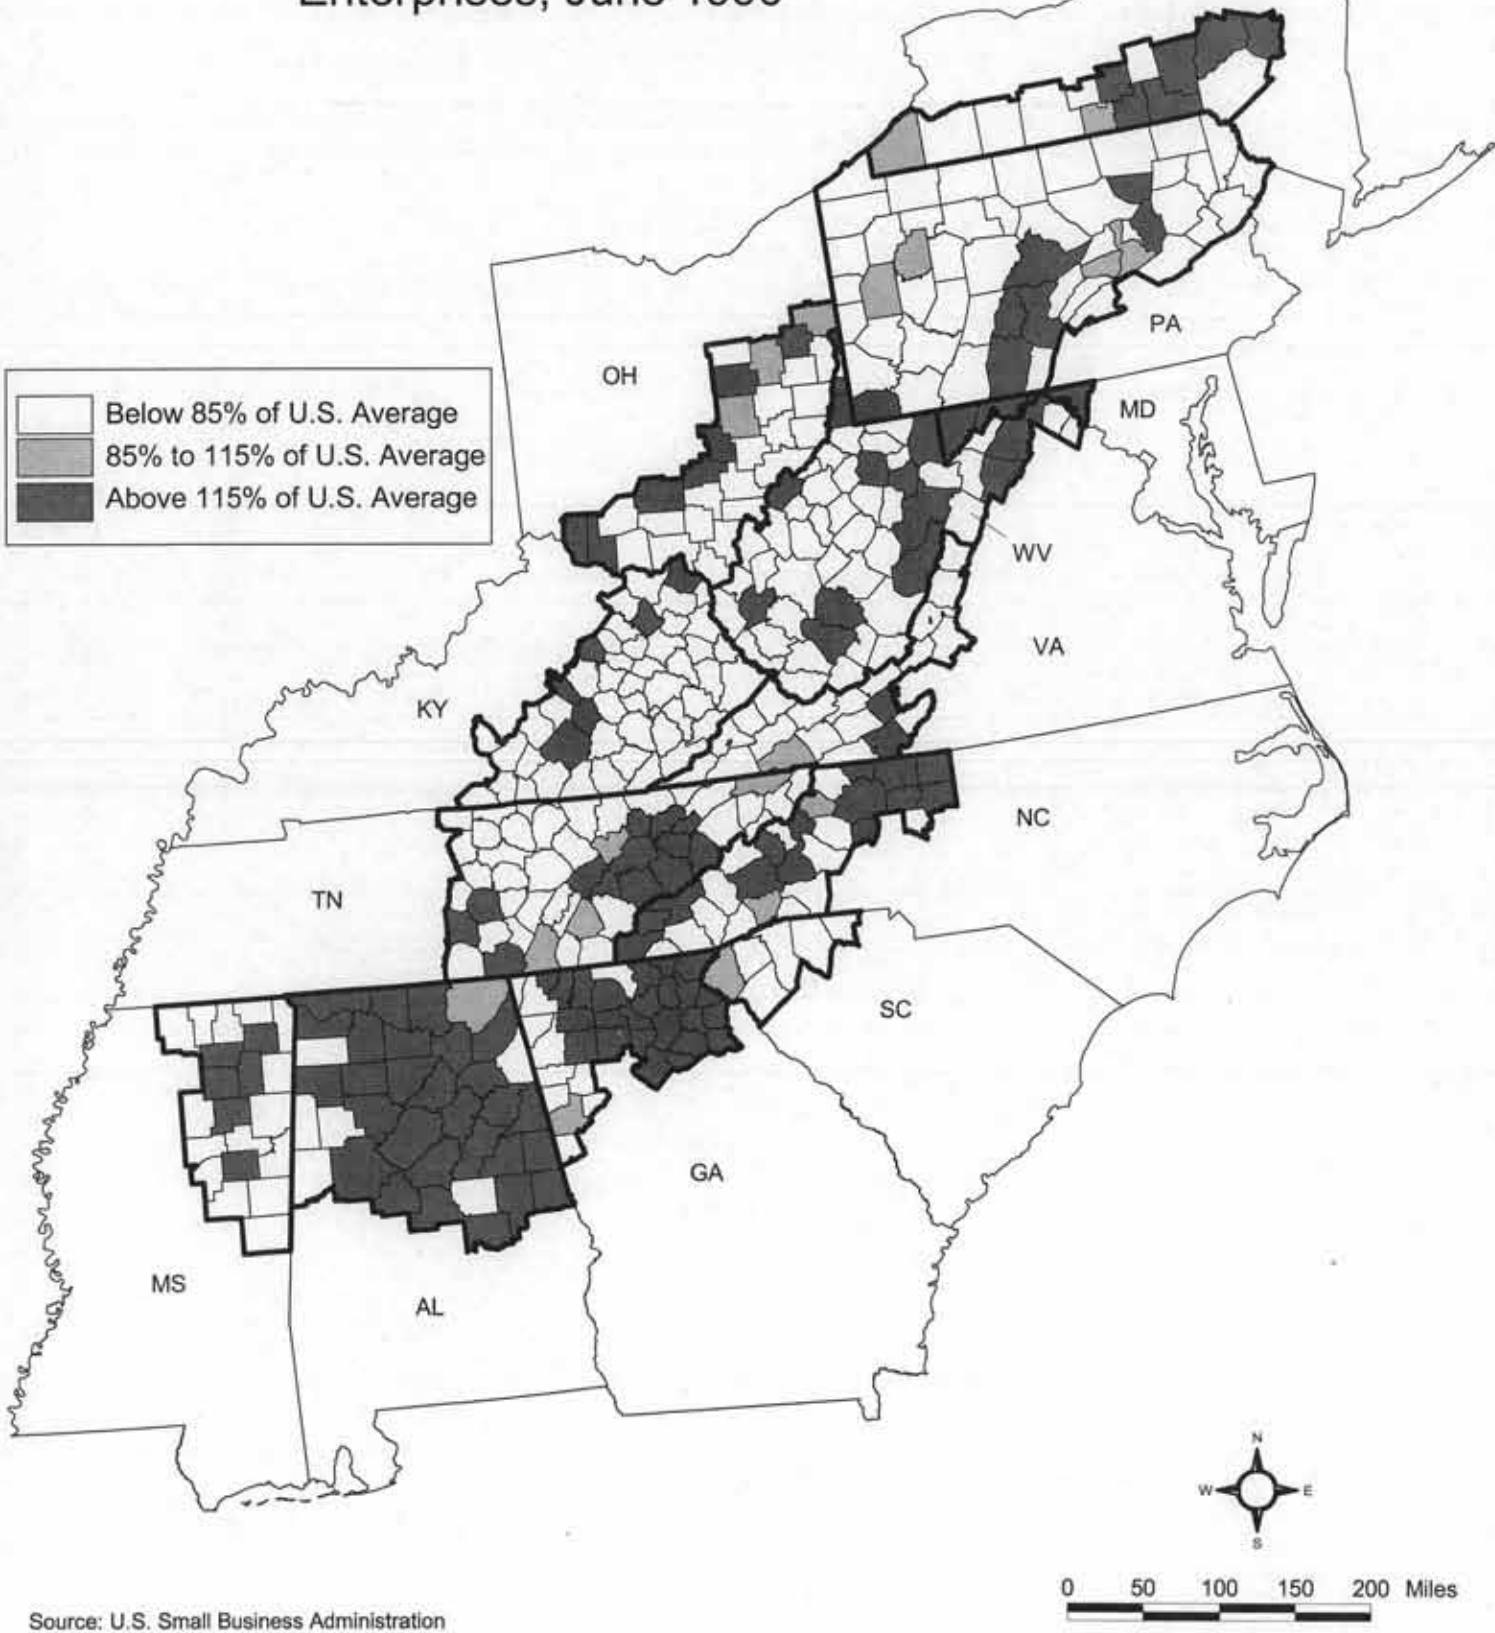 Below 85% of U.S. Average
85% to 115% of U.S. Average
Above 115% of U.S. Average
OH
PA
MD
WV
VA
KY
NC
TN
SC
GA
MS
AL
N
W E
S
0 50 100 150 200 Miles
Source: U.S. Small Business Administration